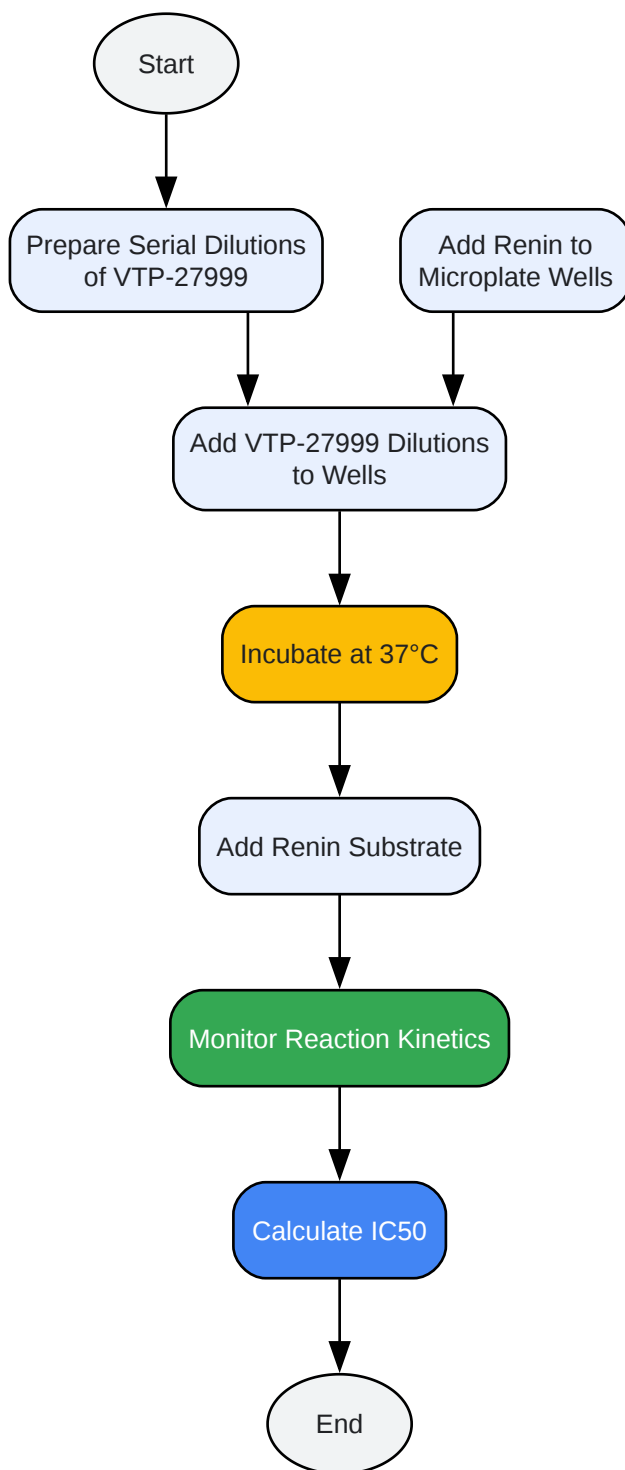 Start
Prepare Serial Dilutions
of VTP-27999
Add Renin to
Microplate Wells
Add VTP-27999 Dilutions
to Wells
Incubate at 37°C
Add Renin Substrate
Monitor Reaction Kinetics
Calculate IC50
End